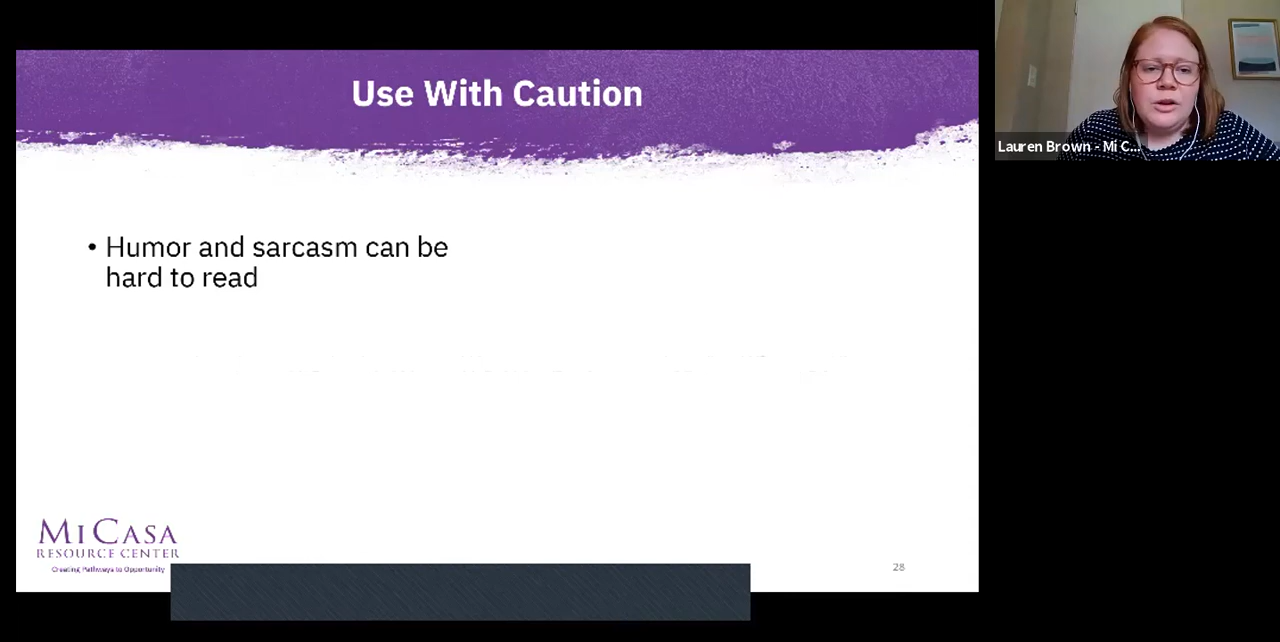 Use With Caution
Lauren Brown - Mi C...
• Humor and sarcasm can be
hard to read
MI CASA
RESOURCE CENTER
Creating Pathways to Opportunity
28